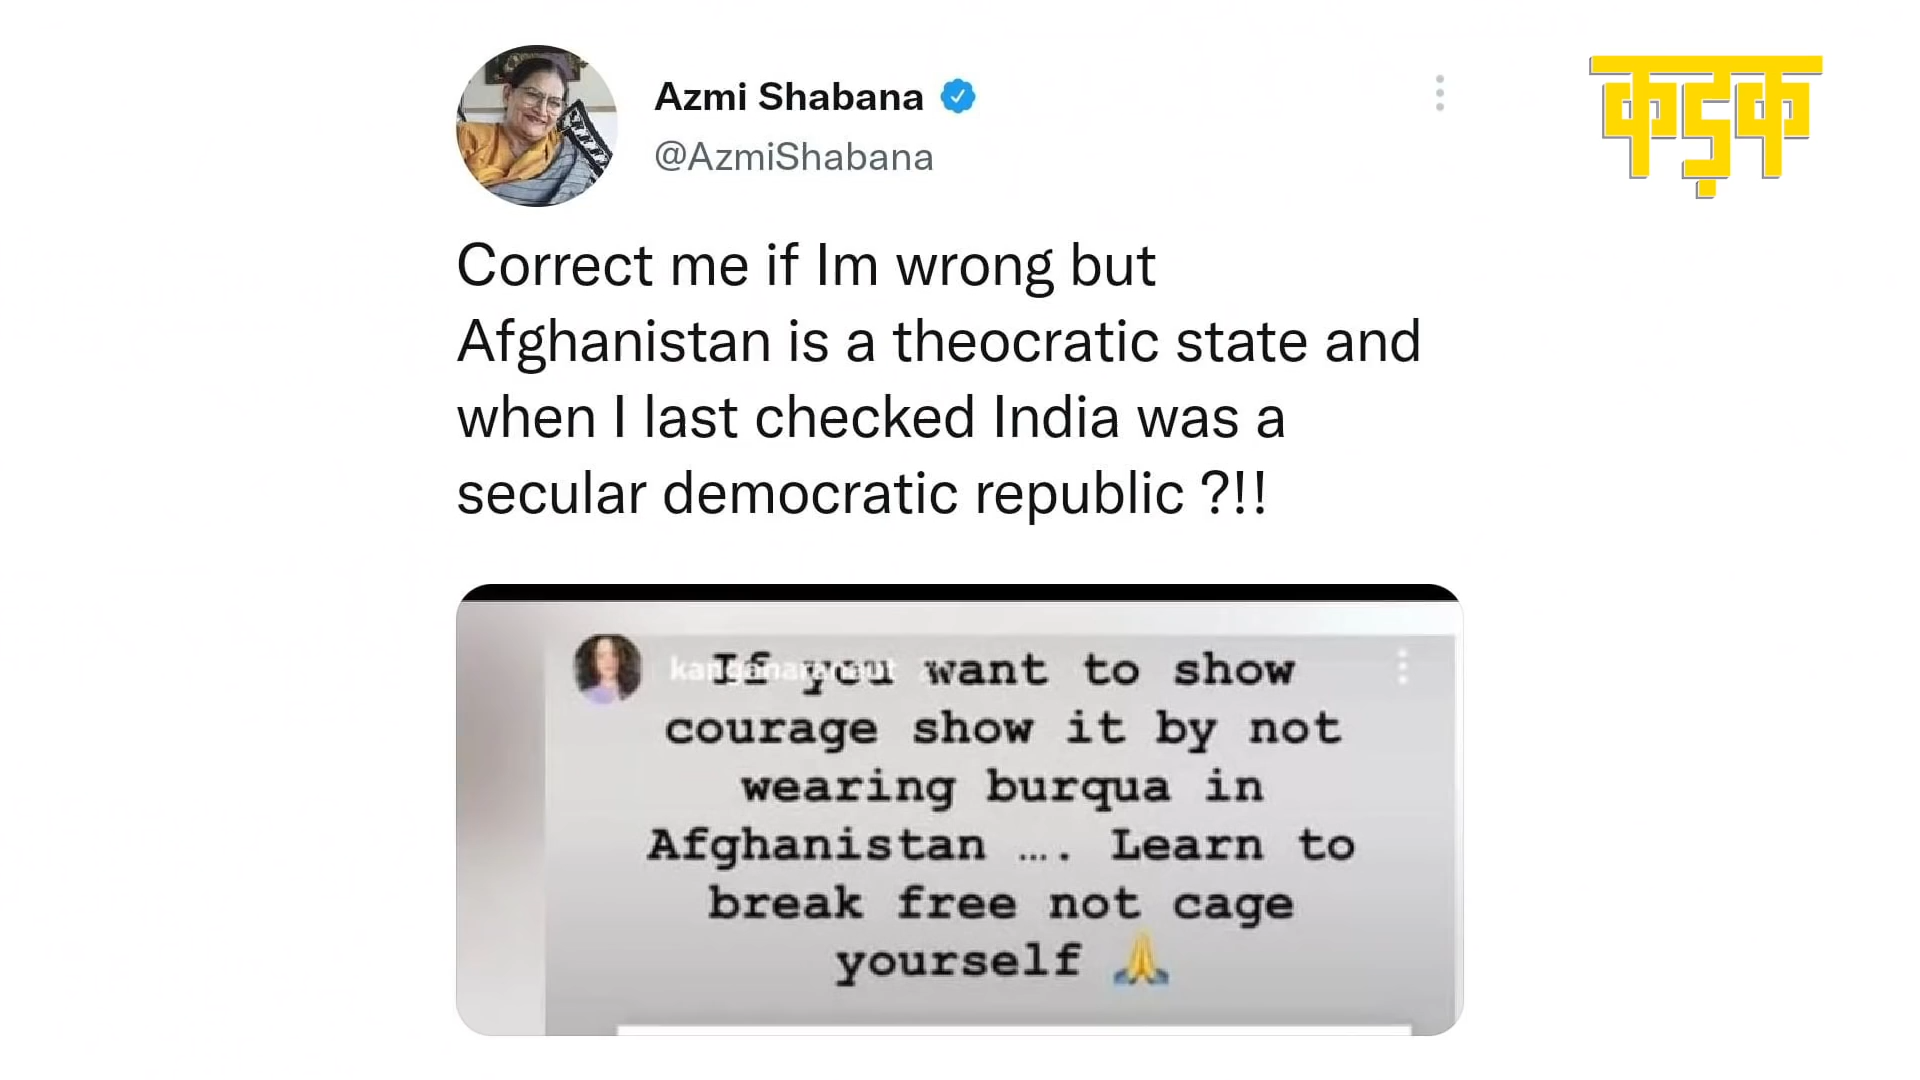 Azmi Shabana
कड़क
@AzmiShabana
Correct me if Im wrong but
Afghanistan is a theocratic state and
when I last checked India was a
secular democratic republic ?!!
kanganaranaut
If you want to show
courage show it by not
wearing burqua in
Afghanistan .... Learn to
break free not cage
yourself 🙏